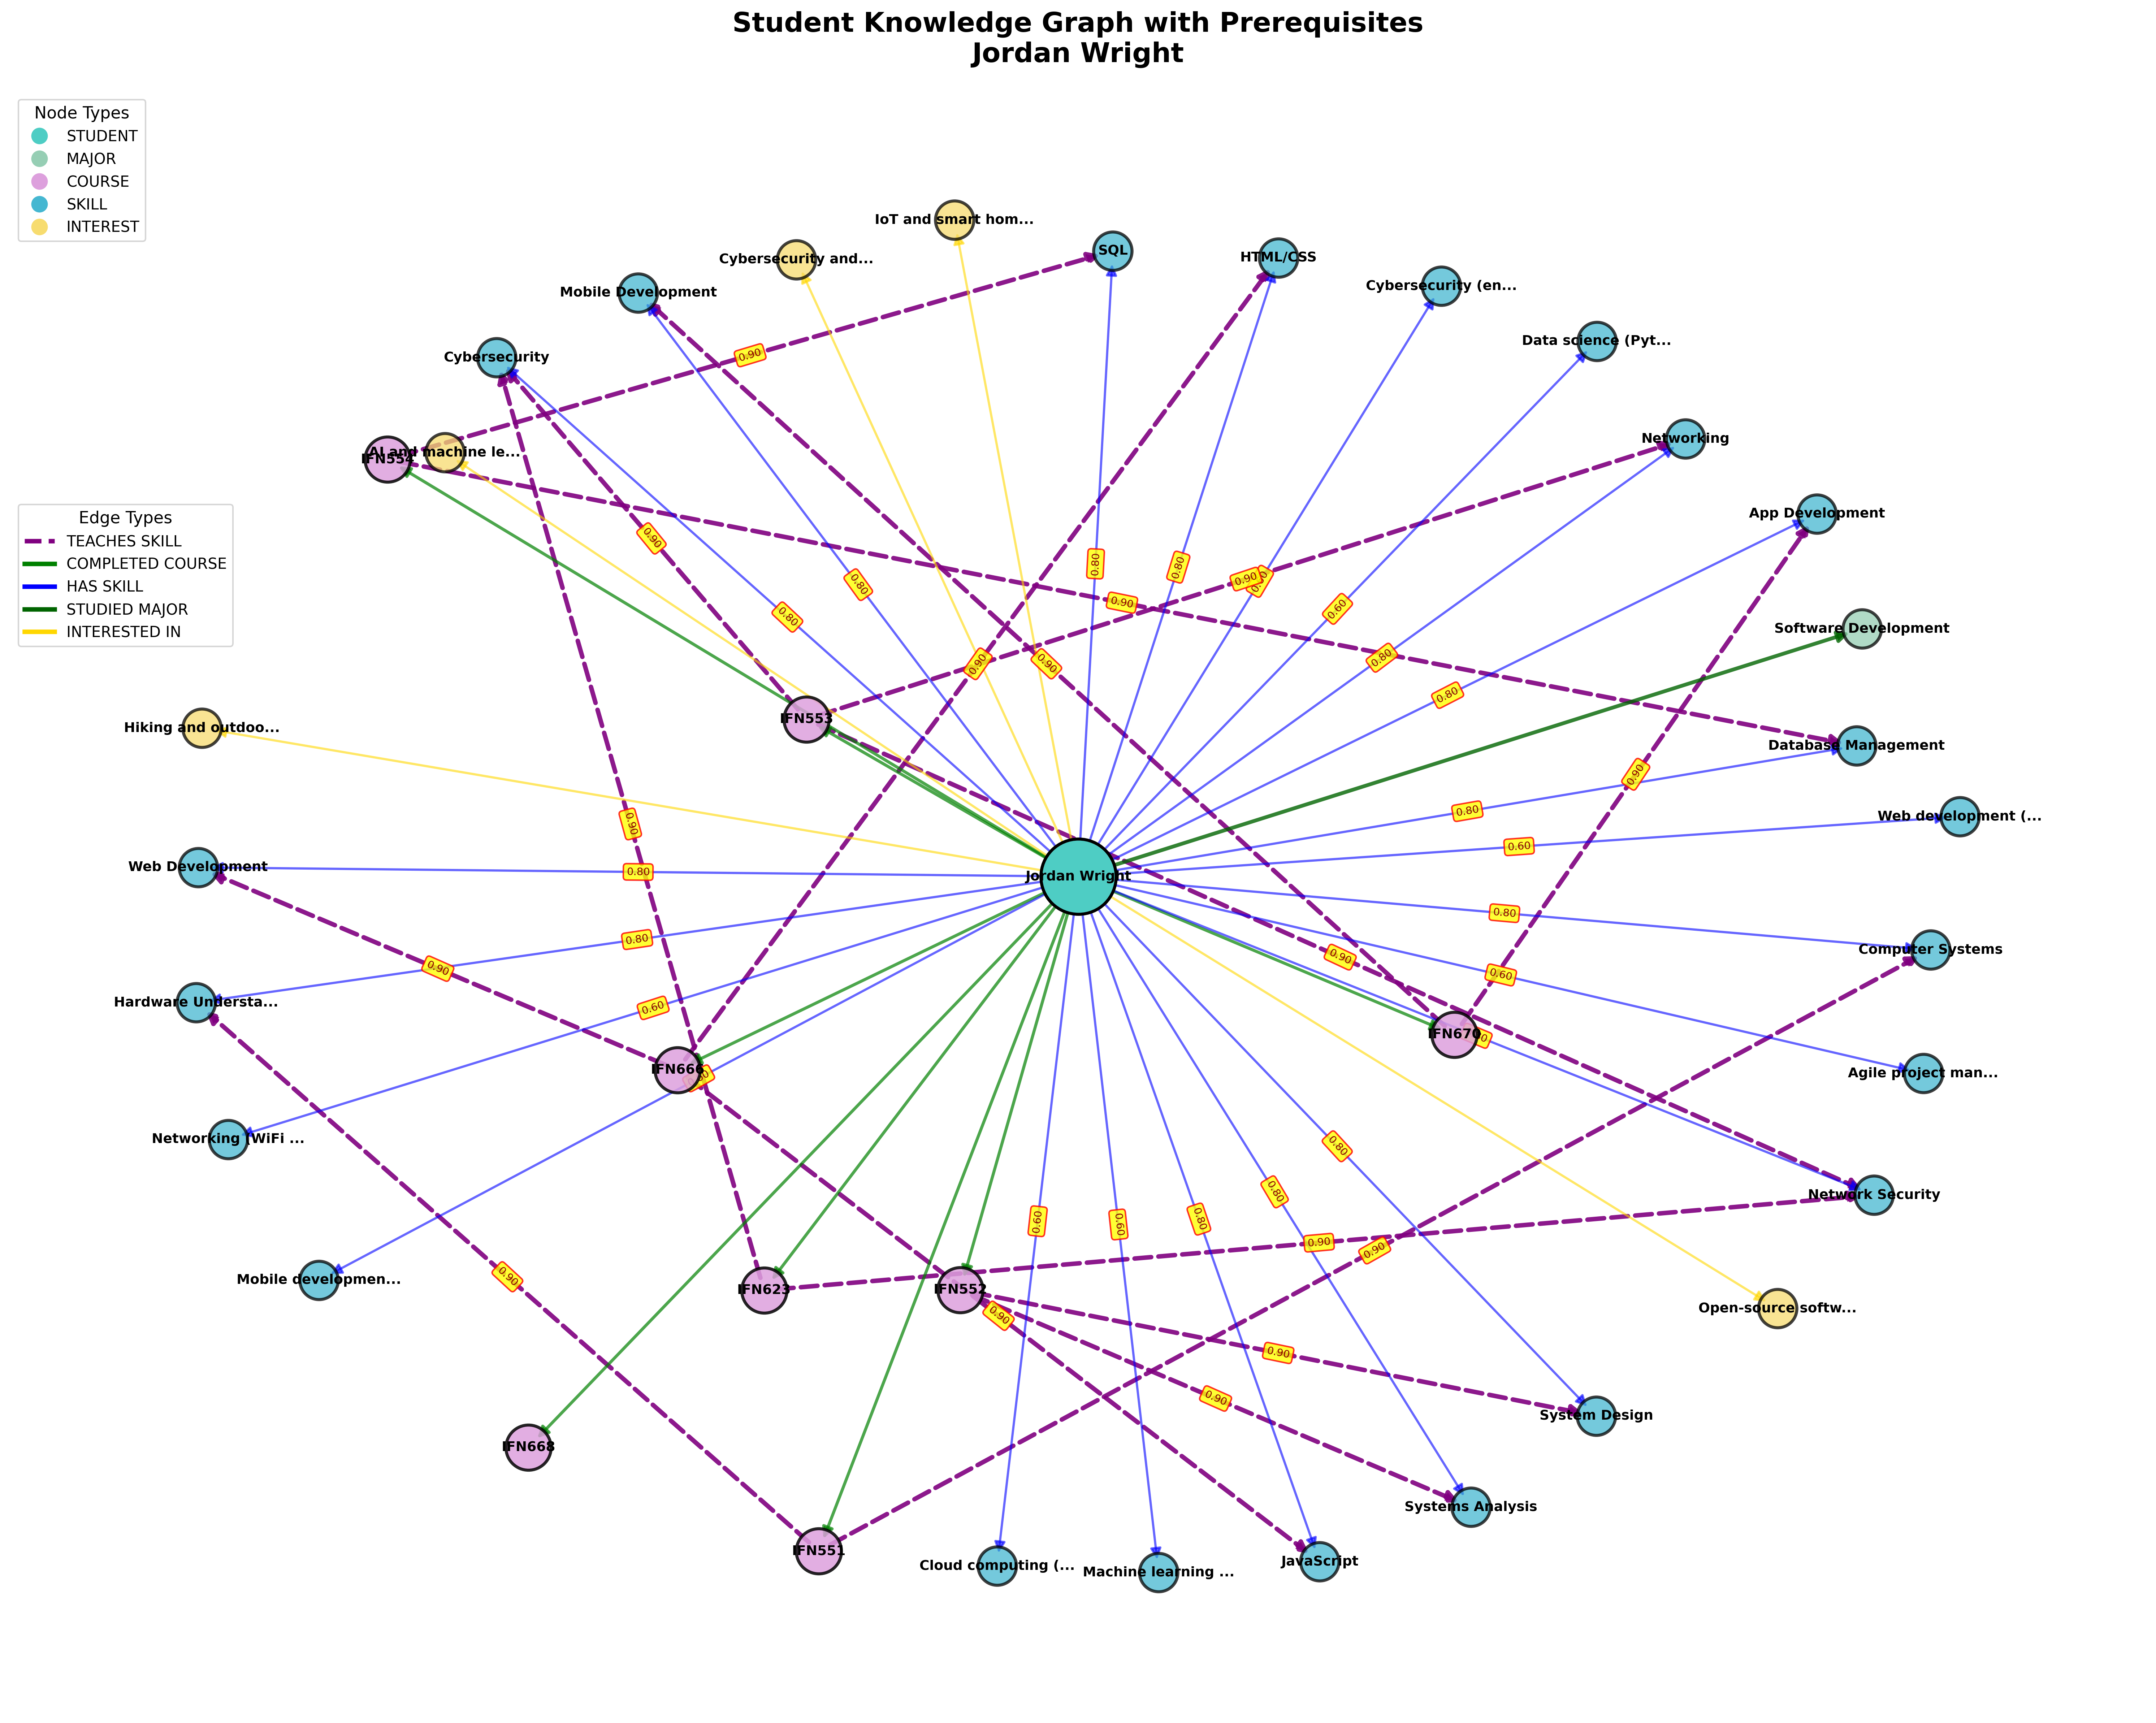 Student Knowledge Graph with Prerequisites
Jordan Wright
Node Types
STUDENT
MAJOR
COURSE
SKILL
INTEREST
IoT and smart hom...
SQL
HTML/CSS
Cybersecurity and...
Cybersecurity (en...
Mobile Development
Data science (Pyt...
0.90
Cybersecurity
Networking
AI and machine le...
IFN554
Edge Types
TEACHES SKILL
COMPLETED COURSE
HAS SKILL
STUDIED MAJOR
INTERESTED IN
App Development
0.90
0.80
0.80
0.90
0.80
0.90
0.60
0.80
Software Development
0.80
0.90
0.90
0.80
IFN553
Hiking and outdoo...
Database Management
0.90
0.80
Web development (...
0.90
0.60
Web Development
0.80
Jordan Wright
0.80
0.80
Computer Systems
0.90
0.90
0.60
Hardware Understa...
0.60
IFN670
IFN666
Agile project man...
Networking (WiFi ...
0.80
Network Security
0.80
0.60
0.60
0.80
0.90
0.90
0.90
Mobile developmen...
IFN623
IFN552
Open-source softw...
0.90
0.90
0.90
System Design
IFN668
Systems Analysis
IFN551
Cloud computing (...
Machine learning ...
JavaScript